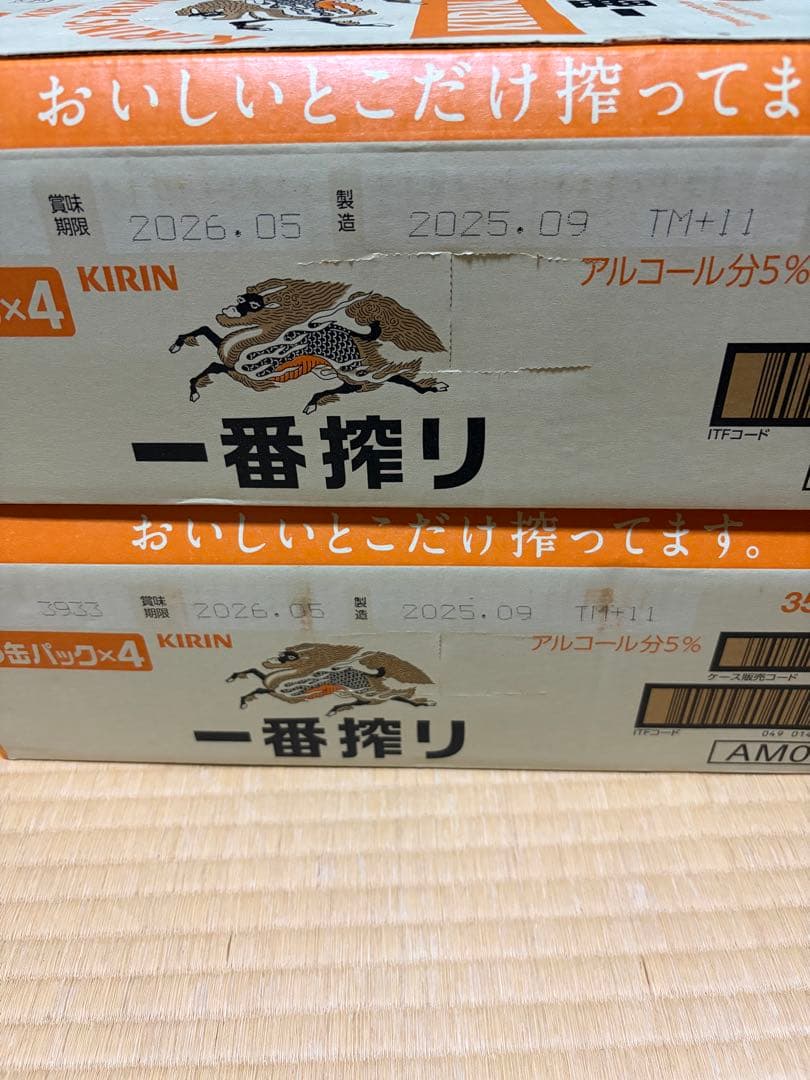 おいしいとこだけ搾ってま
賞味期限 2026.05 製造 2025.09 TM+11
×4 KIRIN アルコール分5%
ITFコード
一番搾り
おいしいとこだけ搾ってます。
3933 賞味期限 2026.05 製造 2025.09 TM+11 35
缶パック×4 KIRIN アルコール分5%
ケース販売コード
ITFコード 049 014
一番搾り AM0